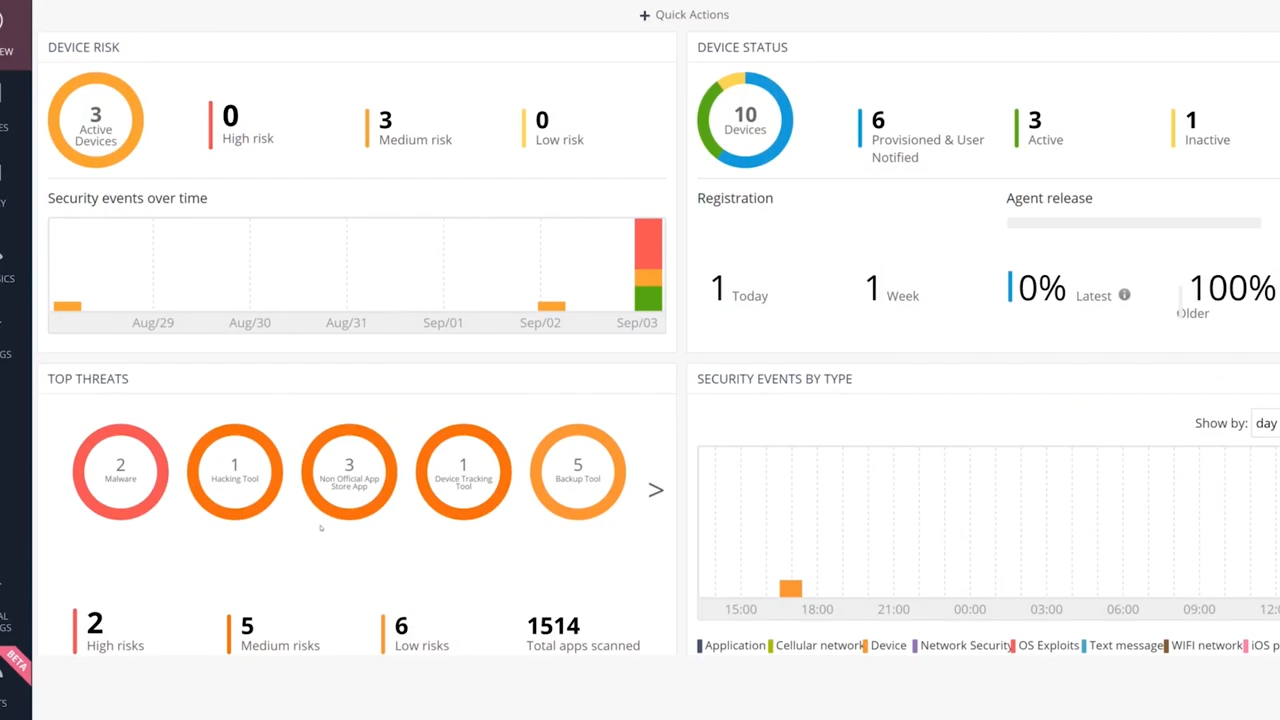 Quick Actions
DEVICE RISK
3
Active
Devices
0
High risk
3
Medium risk
0
Low risk
Security events over time
Aug/29 Aug/30 Aug/31 Sep/01 Sep/02 Sep/03
DEVICE STATUS
10
Devices
6
Provisioned & User
Notified
3
Active
1
Inactive
Registration
1 Today
1 Week
Agent release
0% Latest
100%
Older
TOP THREATS
2
Malware
1
Hacking Tool
3
Non Official App
Store App
1
Device Tracking
Tool
5
Backup Tool
>
2
High risks
5
Medium risks
6
Low risks
1514
Total apps scanned
SECURITY EVENTS BY TYPE
Show by: day
15:00 18:00 21:00 00:00 03:00 06:00 09:00
Application Cellular network Device Network Security OS Exploits Text message WIFI network iOS p
BETA